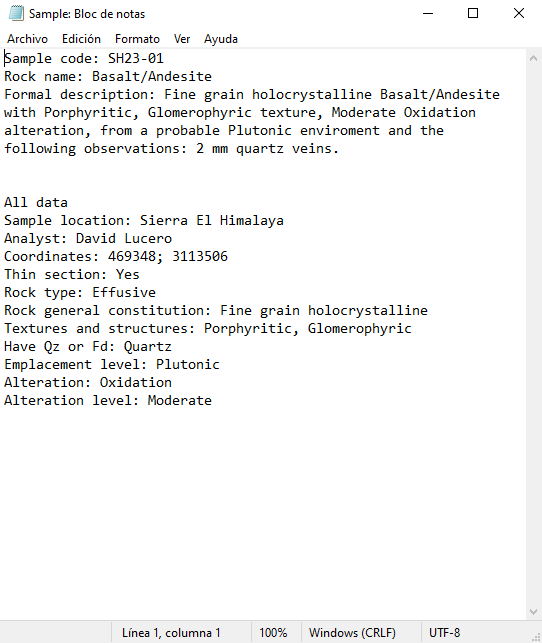 Sample: Bloc de notas
Archivo Edición Formato Ver Ayuda
Sample code: SH23-01
Rock name: Basalt/Andesite
Formal description: Fine grain holocrystalline Basalt/Andesite
with Porphyritic, Glomerophyric texture, Moderate Oxidation
alteration, from a probable Plutonic enviroment and the
following observations: 2 mm quartz veins.
All data
Sample location: Sierra El Himalaya
Analyst: David Lucero
Coordinates: 469348; 3113506
Thin section: Yes
Rock type: Effusive
Rock general constitution: Fine grain holocrystalline
Textures and structures: Porphyritic, Glomerophyric
Have Qz or Fd: Quartz
Emplacement level: Plutonic
Alteration: Oxidation
Alteration level: Moderate
Línea 1, columna 1 100% Windows (CRLF) UTF-8